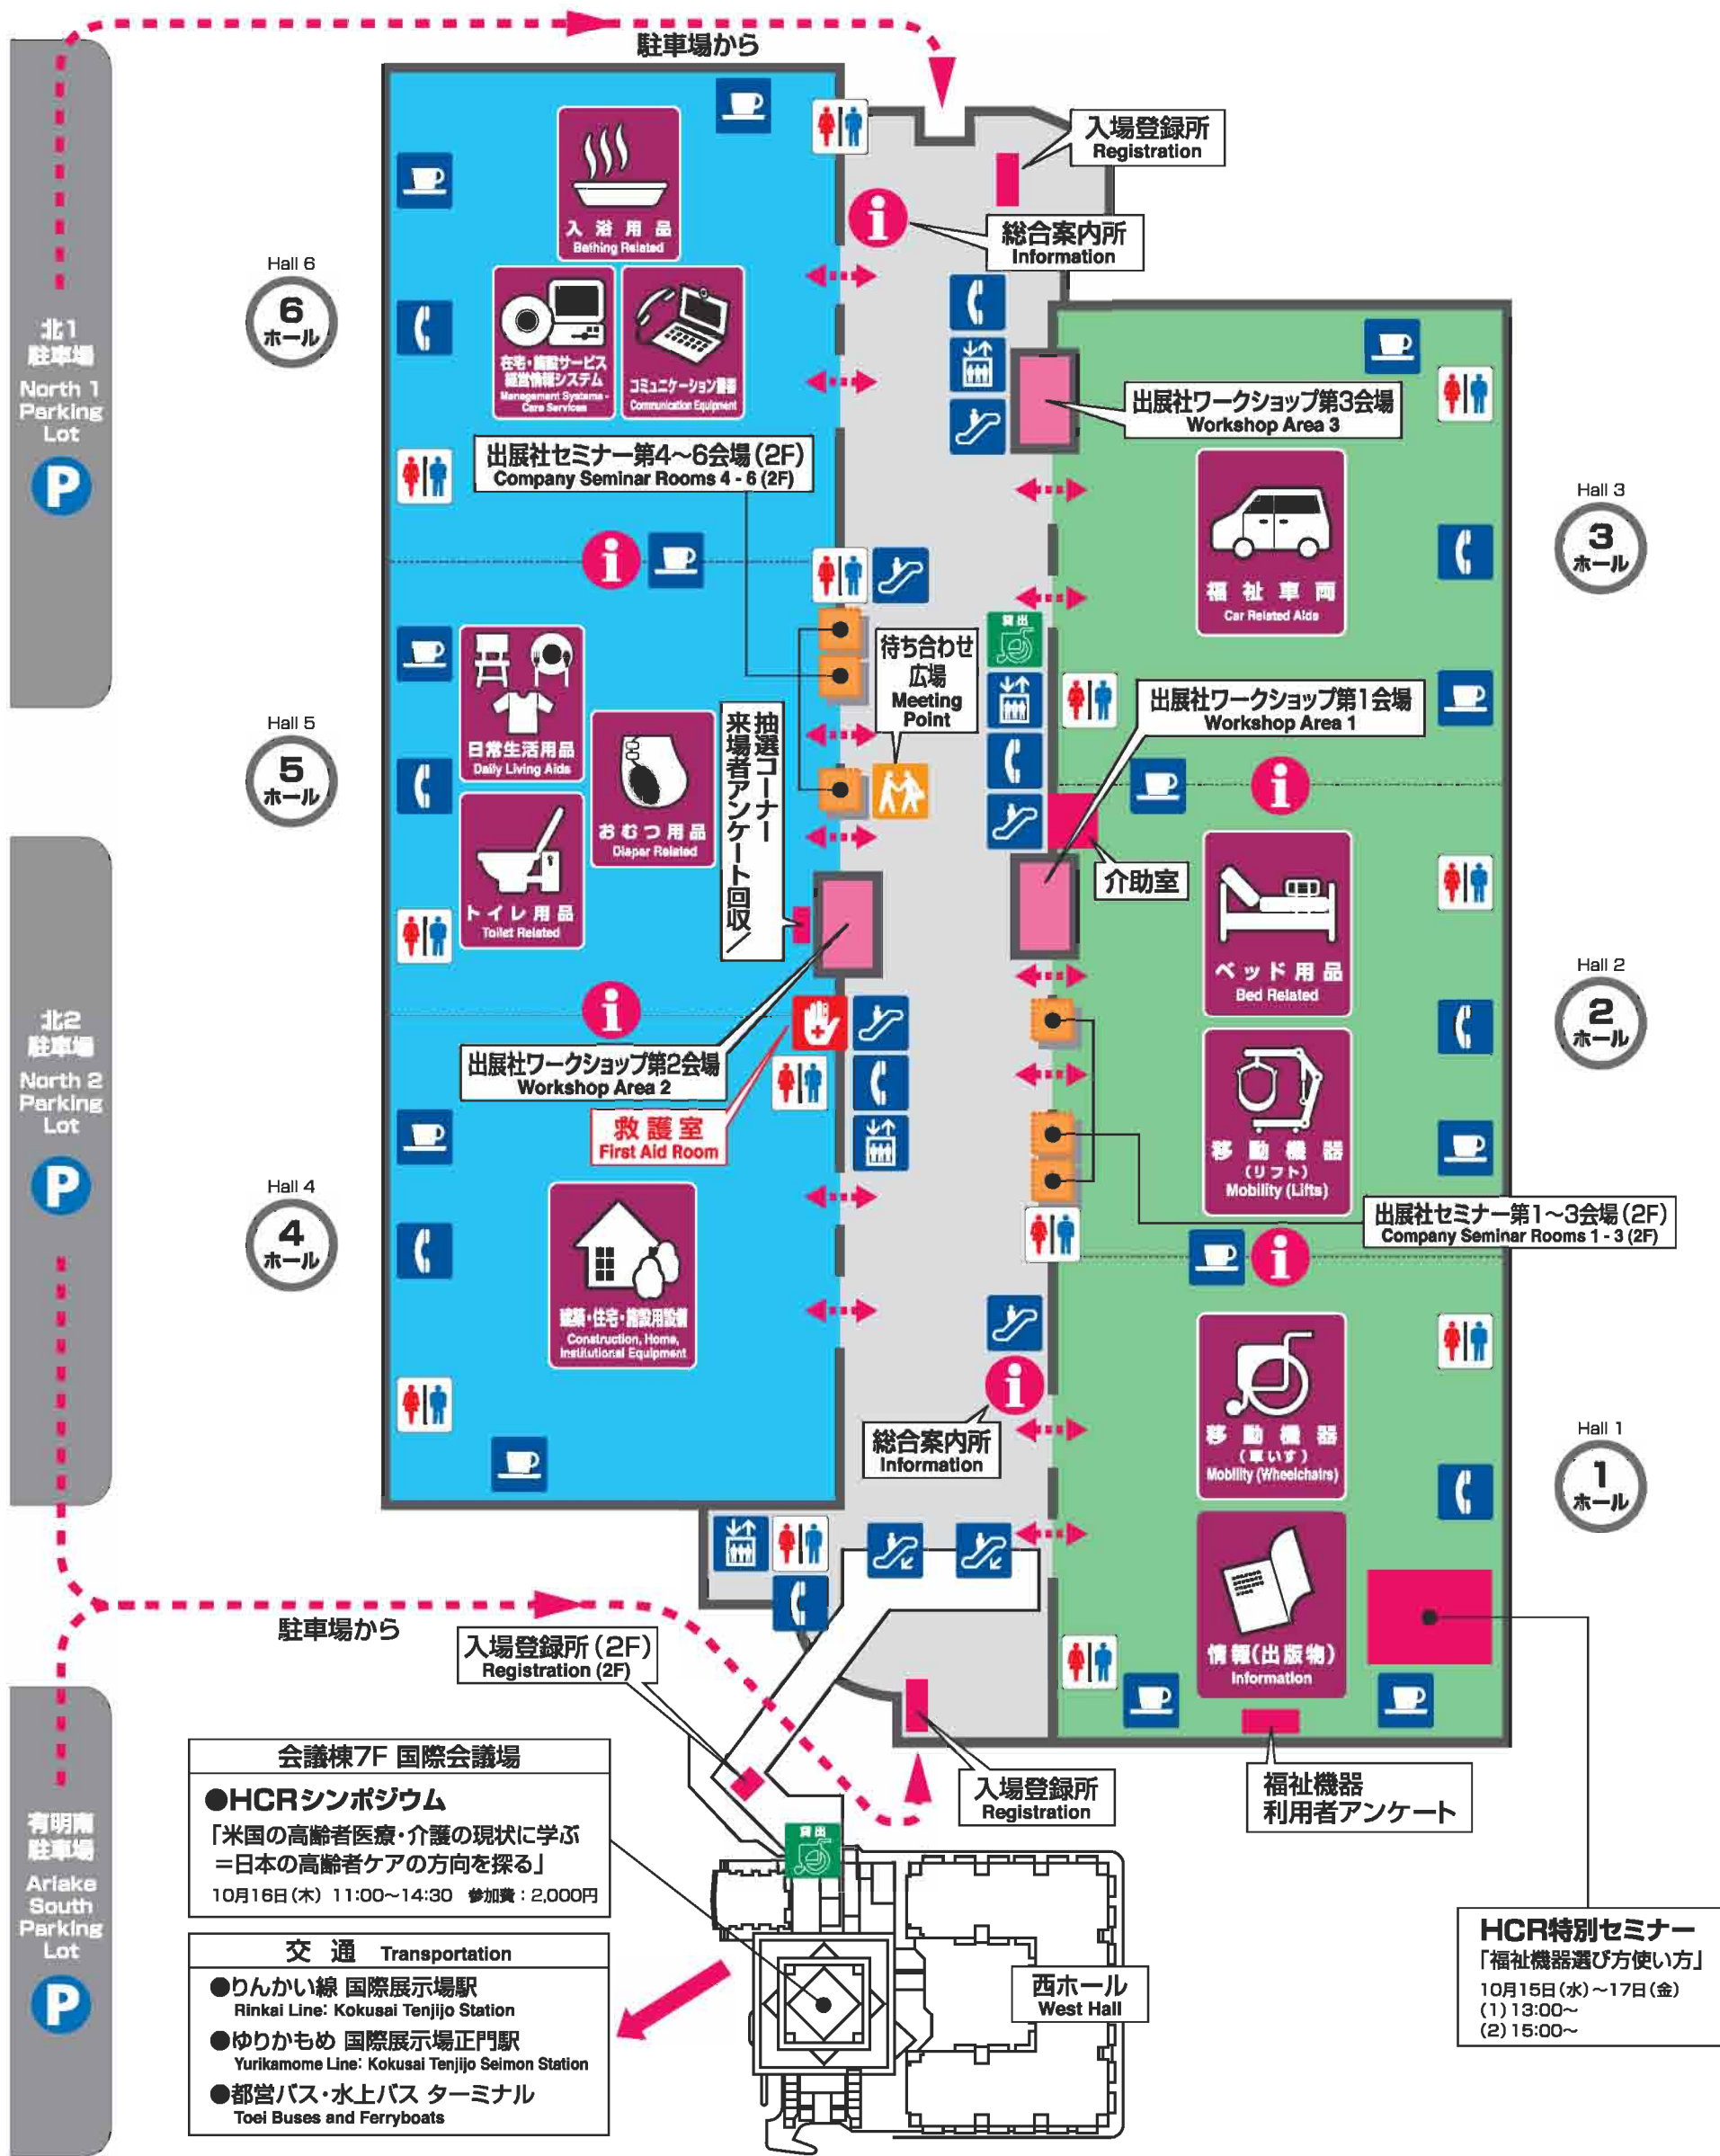 駐車場から
入場登録所
Registration
総合案内所
Information
入浴用品
Bathing Related
Hall 6
6
ホール
在宅・施設サービス
経営情報システム
Management Systems -
Care Services
コミュニケーション機器
Communication Equipment
北1
駐車場
North 1
Parking
Lot
P
出展社ワークショップ第3会場
Workshop Area 3
出展社セミナー第4～6会場(2F)
Company Seminar Rooms 4 - 6 (2F)
Hall 3
3
ホール
福祉車両
Car Related Aids
貸出
待ち合わせ
広場
Meeting
Point
出展社ワークショップ第1会場
Workshop Area 1
Hall 5
5
ホール
日常生活用品
Daily Living Aids
抽選コーナー
来場者アンケート回収／
おむつ用品
Diaper Related
トイレ用品
Toilet Related
介助室
ベッド用品
Bed Related
Hall 2
2
ホール
北2
駐車場
North 2
Parking
Lot
P
出展社ワークショップ第2会場
Workshop Area 2
救護室
First Aid Room
移動機器
(リフト)
Mobility (Lifts)
出展社セミナー第1～3会場(2F)
Company Seminar Rooms 1 - 3 (2F)
Hall 4
4
ホール
建築・住宅・施設用設備
Construction, Home,
Institutional Equipment
総合案内所
Information
移動機器
(車いす)
Mobility (Wheelchairs)
Hall 1
1
ホール
情報(出版物)
Information
駐車場から
入場登録所(2F)
Registration (2F)
入場登録所
Registration
福祉機器
利用者アンケート
有明南
駐車場
Ariake
South
Parking
Lot
P
会議棟7F 国際会議場
●HCRシンポジウム
「米国の高齢者医療・介護の現状に学ぶ
＝日本の高齢者ケアの方向を探る」
10月16日(木) 11:00～14:30 参加費：2,000円
貸出
交通 Transportation
●りんかい線 国際展示場駅
Rinkai Line: Kokusai Tenjijo Station
●ゆりかもめ 国際展示場正門駅
Yurikamome Line: Kokusai Tenjijo Seimon Station
●都営バス・水上バス ターミナル
Toei Buses and Ferryboats
西ホール
West Hall
HCR特別セミナー
「福祉機器選び方使い方」
10月15日(水)～17日(金)
(1)13:00～
(2)15:00～